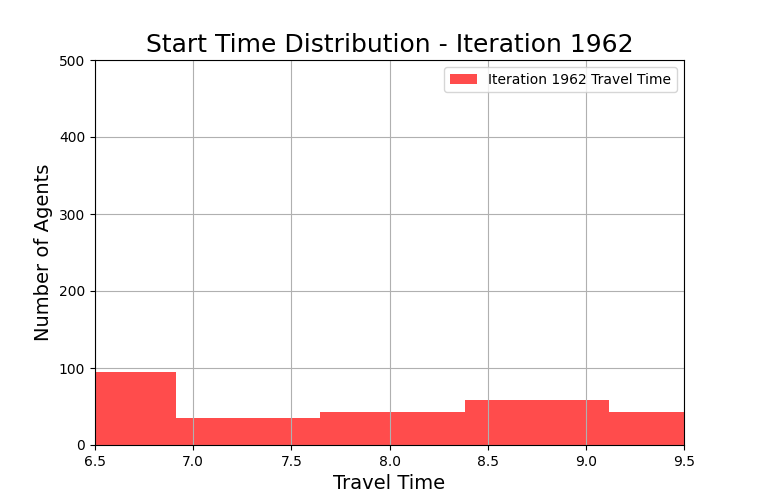 Start Time Distribution - Iteration 1962
500
400
300
200
100
0
Number of Agents
Iteration 1962 Travel Time
6.5 7.0 7.5 8.0 8.5 9.0 9.5
Travel Time